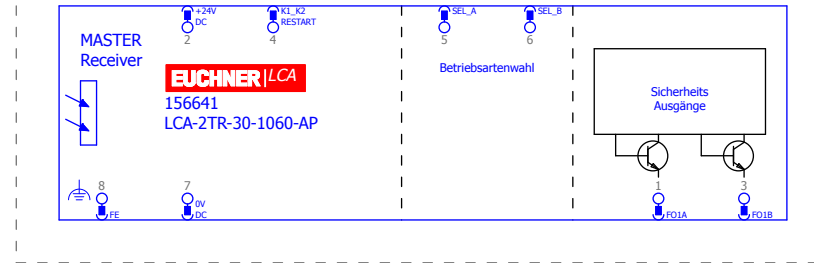 +24V
DC
2
K1_K2
RESTART
4
SEL_A
5
SEL_B
6
MASTER
Receiver
EUCHNER LCA
156641
LCA-2TR-30-1060-AP
Betriebsartenwahl
Sicherheits
Ausgänge
8
FE
7
0V
DC
1
FO1A
3
FO1B